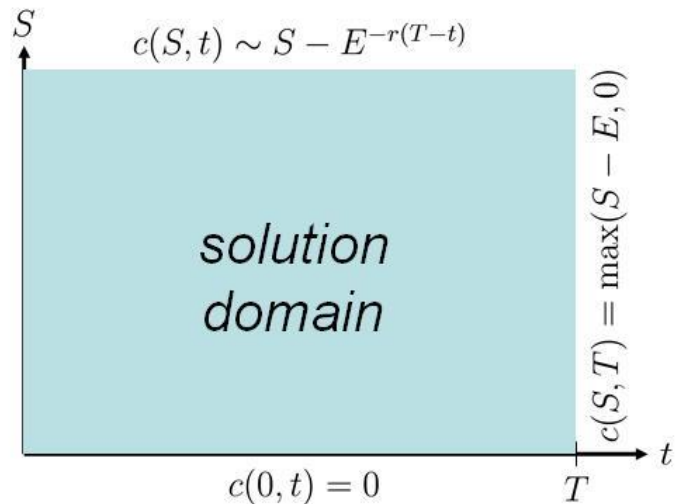 S
c(S, t) ∼ S − E^{−r(T−t)}
c(S, T) = max(S − E, 0)
solution
domain
t
c(0, t) = 0
T